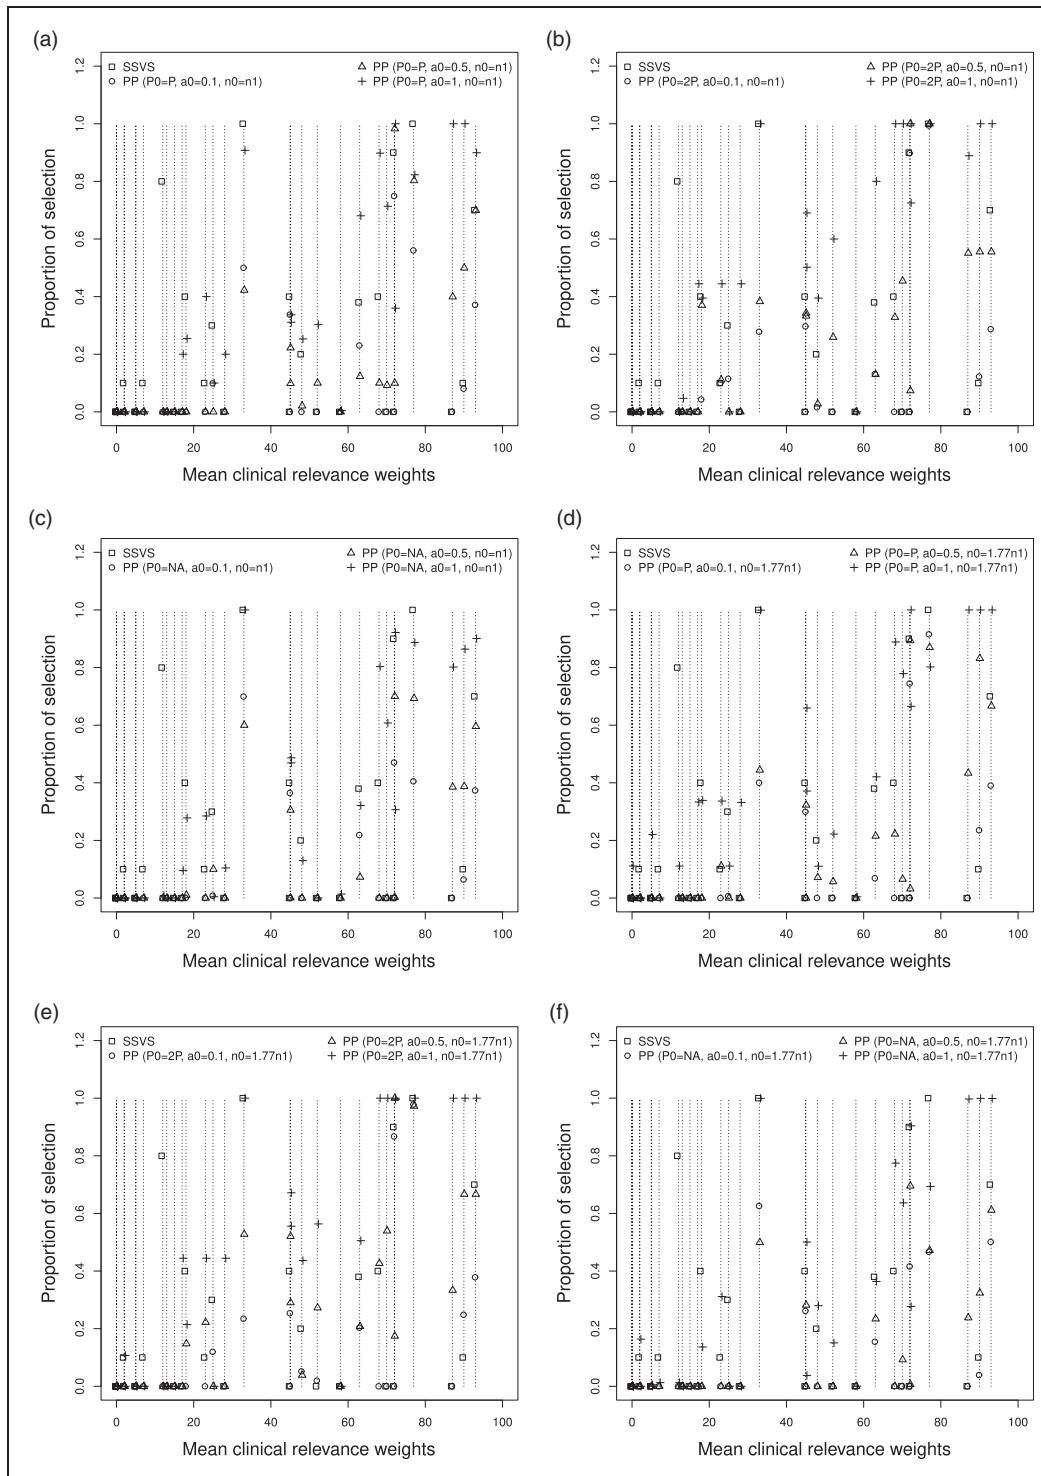 (a)
SSVS
PP (P0=P, a0=0.1, n0=n1)
PP (P0=P, a0=0.5, n0=n1)
PP (P0=P, a0=1, n0=n1)
Proportion of selection
0.0 0.2 0.4 0.6 0.8 1.0 1.2
0 20 40 60 80 100
Mean clinical relevance weights
(b)
SSVS
PP (P0=2P, a0=0.1, n0=n1)
PP (P0=2P, a0=0.5, n0=n1)
PP (P0=2P, a0=1, n0=n1)
Proportion of selection
0.0 0.2 0.4 0.6 0.8 1.0 1.2
0 20 40 60 80 100
Mean clinical relevance weights
(c)
SSVS
PP (P0=NA, a0=0.1, n0=n1)
PP (P0=NA, a0=0.5, n0=n1)
PP (P0=NA, a0=1, n0=n1)
Proportion of selection
0.0 0.2 0.4 0.6 0.8 1.0 1.2
0 20 40 60 80 100
Mean clinical relevance weights
(d)
SSVS
PP (P0=P, a0=0.1, n0=1.77n1)
PP (P0=P, a0=0.5, n0=1.77n1)
PP (P0=P, a0=1, n0=1.77n1)
Proportion of selection
0.0 0.2 0.4 0.6 0.8 1.0 1.2
0 20 40 60 80 100
Mean clinical relevance weights
(e)
SSVS
PP (P0=2P, a0=0.1, n0=1.77n1)
PP (P0=2P, a0=0.5, n0=1.77n1)
PP (P0=2P, a0=1, n0=1.77n1)
Proportion of selection
0.0 0.2 0.4 0.6 0.8 1.0 1.2
0 20 40 60 80 100
Mean clinical relevance weights
(f)
SSVS
PP (P0=NA, a0=0.1, n0=1.77n1)
PP (P0=NA, a0=0.5, n0=1.77n1)
PP (P0=NA, a0=1, n0=1.77n1)
Proportion of selection
0.0 0.2 0.4 0.6 0.8 1.0 1.2
0 20 40 60 80 100
Mean clinical relevance weights